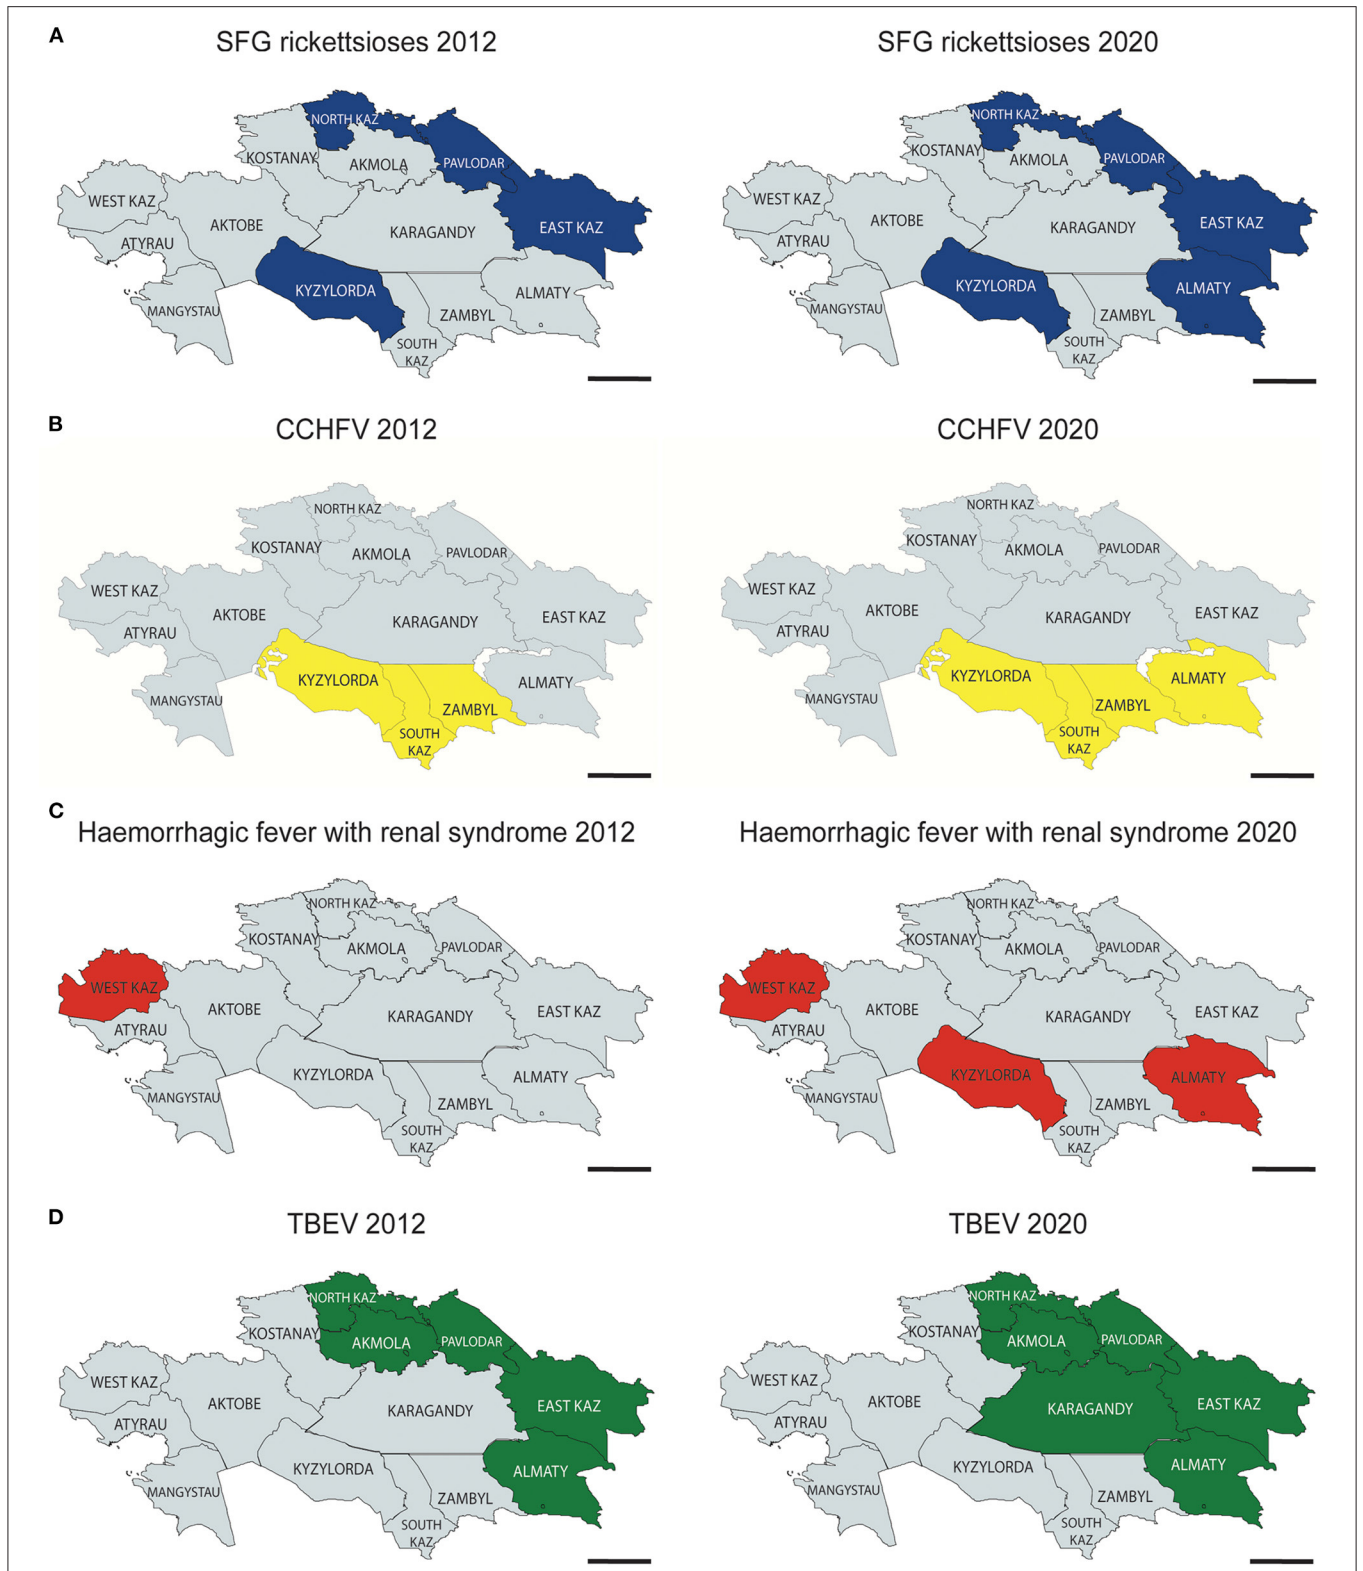 A
SFG rickettsioses 2012
SFG rickettsioses 2020
NORTH KAZ
KOSTANAY
AKMOLA
PAVLODAR
WEST KAZ
AKTOBE
EAST KAZ
ATYRAU
KARAGANDY
MANGYSTAU
KYZYLORDA
ALMATY
ZAMBYL
SOUTH
KAZ
NORTH KAZ
KOSTANAY
AKMOLA
PAVLODAR
WEST KAZ
AKTOBE
EAST KAZ
ATYRAU
KARAGANDY
MANGYSTAU
KYZYLORDA
ALMATY
ZAMBYL
SOUTH
KAZ
B
CCHFV 2012
CCHFV 2020
NORTH KAZ
KOSTANAY
AKMOLA
PAVLODAR
WEST KAZ
AKTOBE
EAST KAZ
ATYRAU
KARAGANDY
MANGYSTAU
KYZYLORDA
ALMATY
ZAMBYL
SOUTH
KAZ
NORTH KAZ
KOSTANAY
AKMOLA
PAVLODAR
WEST KAZ
AKTOBE
EAST KAZ
ATYRAU
KARAGANDY
MANGYSTAU
KYZYLORDA
ALMATY
ZAMBYL
SOUTH
KAZ
C
Haemorrhagic fever with renal syndrome 2012
Haemorrhagic fever with renal syndrome 2020
NORTH KAZ
KOSTANAY
AKMOLA
PAVLODAR
WEST KAZ
AKTOBE
EAST KAZ
ATYRAU
KARAGANDY
MANGYSTAU
KYZYLORDA
ALMATY
ZAMBYL
SOUTH
KAZ
NORTH KAZ
KOSTANAY
AKMOLA
PAVLODAR
WEST KAZ
AKTOBE
EAST KAZ
ATYRAU
KARAGANDY
MANGYSTAU
KYZYLORDA
ALMATY
ZAMBYL
SOUTH
KAZ
D
TBEV 2012
TBEV 2020
NORTH KAZ
KOSTANAY
AKMOLA
PAVLODAR
WEST KAZ
AKTOBE
EAST KAZ
ATYRAU
KARAGANDY
MANGYSTAU
KYZYLORDA
ALMATY
ZAMBYL
SOUTH
KAZ
NORTH KAZ
KOSTANAY
AKMOLA
PAVLODAR
WEST KAZ
AKTOBE
EAST KAZ
ATYRAU
KARAGANDY
MANGYSTAU
KYZYLORDA
ALMATY
ZAMBYL
SOUTH
KAZ